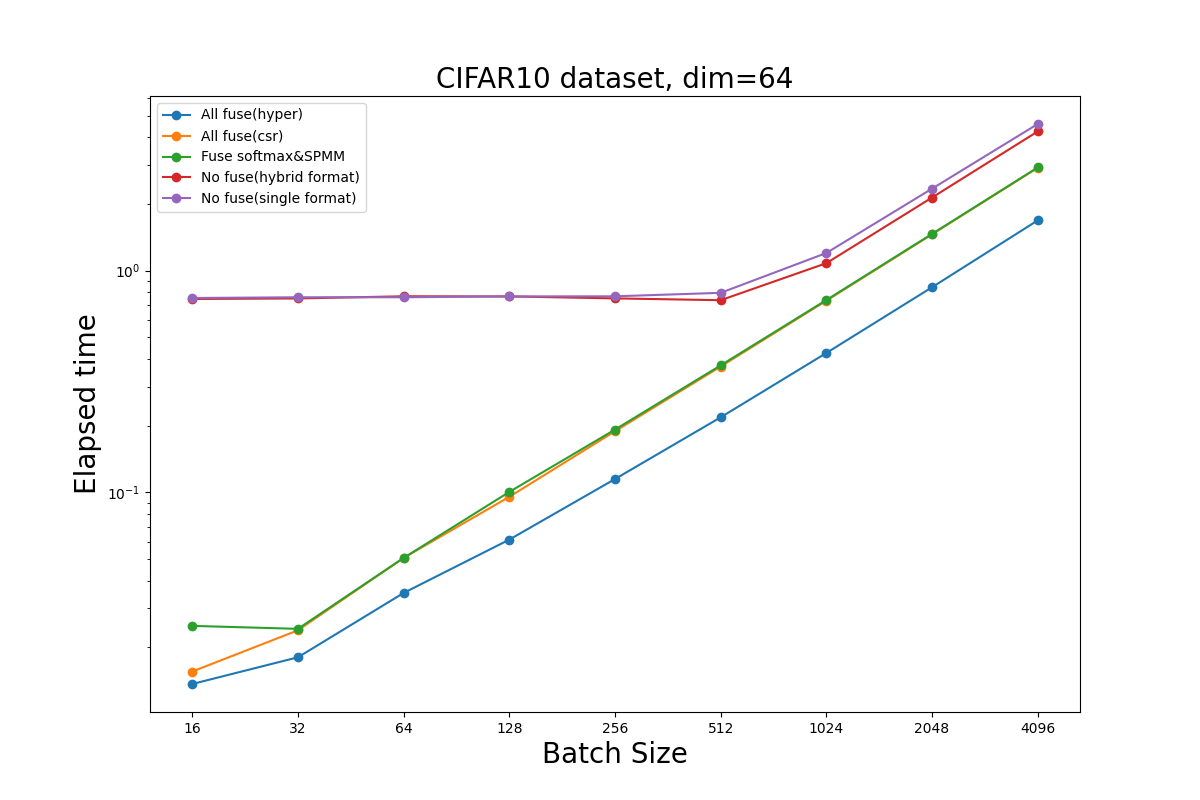 CIFAR10 dataset, dim=64
All fuse(hyper)
All fuse(csr)
Fuse softmax&SPMM
No fuse(hybrid format)
No fuse(single format)
Elapsed time
10⁰
10⁻¹
16 32 64 128 256 512 1024 2048 4096
Batch Size